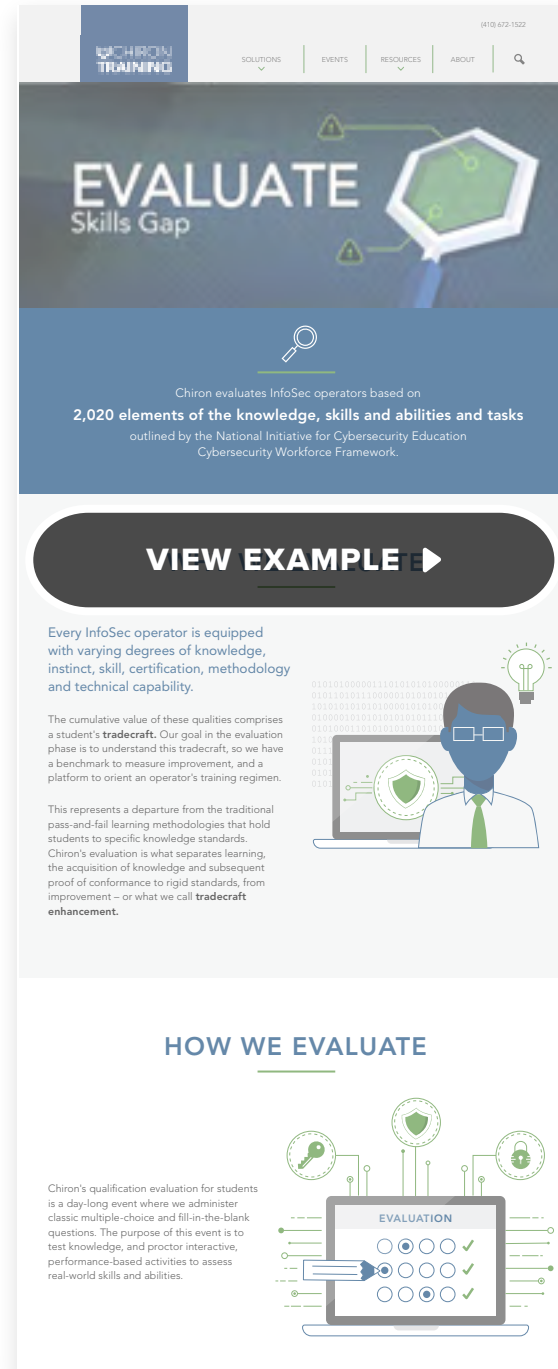 (410) 672-1522
CHIRON
TRAINING
SOLUTIONS
EVENTS
RESOURCES
ABOUT
EVALUATE
Skills Gap
Chiron evaluates InfoSec operators based on
2,020 elements of the knowledge, skills and abilities and tasks
outlined by the National Initiative for Cybersecurity Education
Cybersecurity Workforce Framework.
VIEW EXAMPLE
Every InfoSec operator is equipped
with varying degrees of knowledge,
instinct, skill, certification, methodology
and technical capability.
The cumulative value of these qualities comprises
a student's tradecraft. Our goal in the evaluation
phase is to understand this tradecraft, so we have
a benchmark to measure improvement, and a
platform to orient an operator's training regimen.
This represents a departure from the traditional
pass-and-fail learning methodologies that hold
students to specific knowledge standards.
Chiron's evaluation is what separates learning,
the acquisition of knowledge and subsequent
proof of conformance to rigid standards, from
improvement – or what we call tradecraft
enhancement.
HOW WE EVALUATE
Chiron's qualification evaluation for students
is a day-long event where we administer
classic multiple-choice and fill-in-the-blank
questions. The purpose of this event is to
test knowledge, and proctor interactive,
performance-based activities to assess
real-world skills and abilities.
EVALUATION